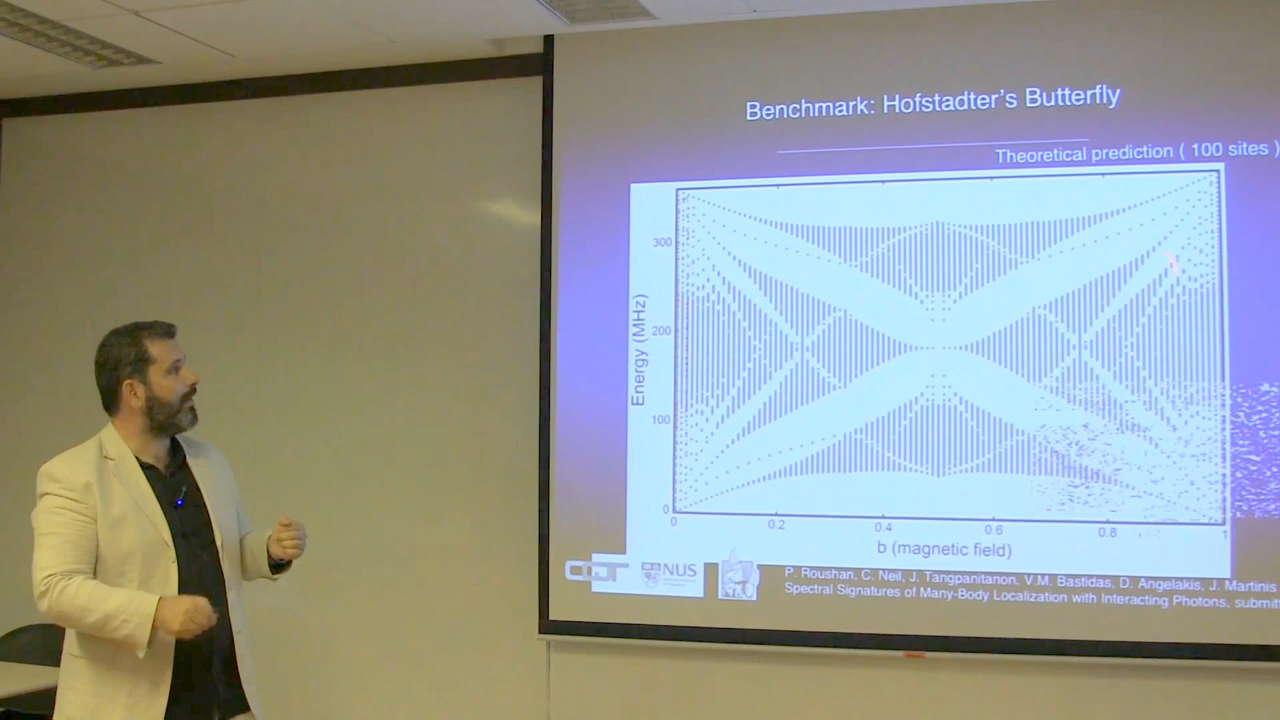 Benchmark: Hofstadter's Butterfly
Theoretical prediction ( 100 sites )
300
200
100
0
Energy (MHz)
0
0.2
0.4
0.6
0.8
1
b (magnetic field)
CQT
NUS
P. Roushan, C. Neil, J. Tangpanitanon, V.M. Bastidas, D. Angelakis, J. Martinis
Spectral Signatures of Many-Body Localization with Interacting Photons. submit